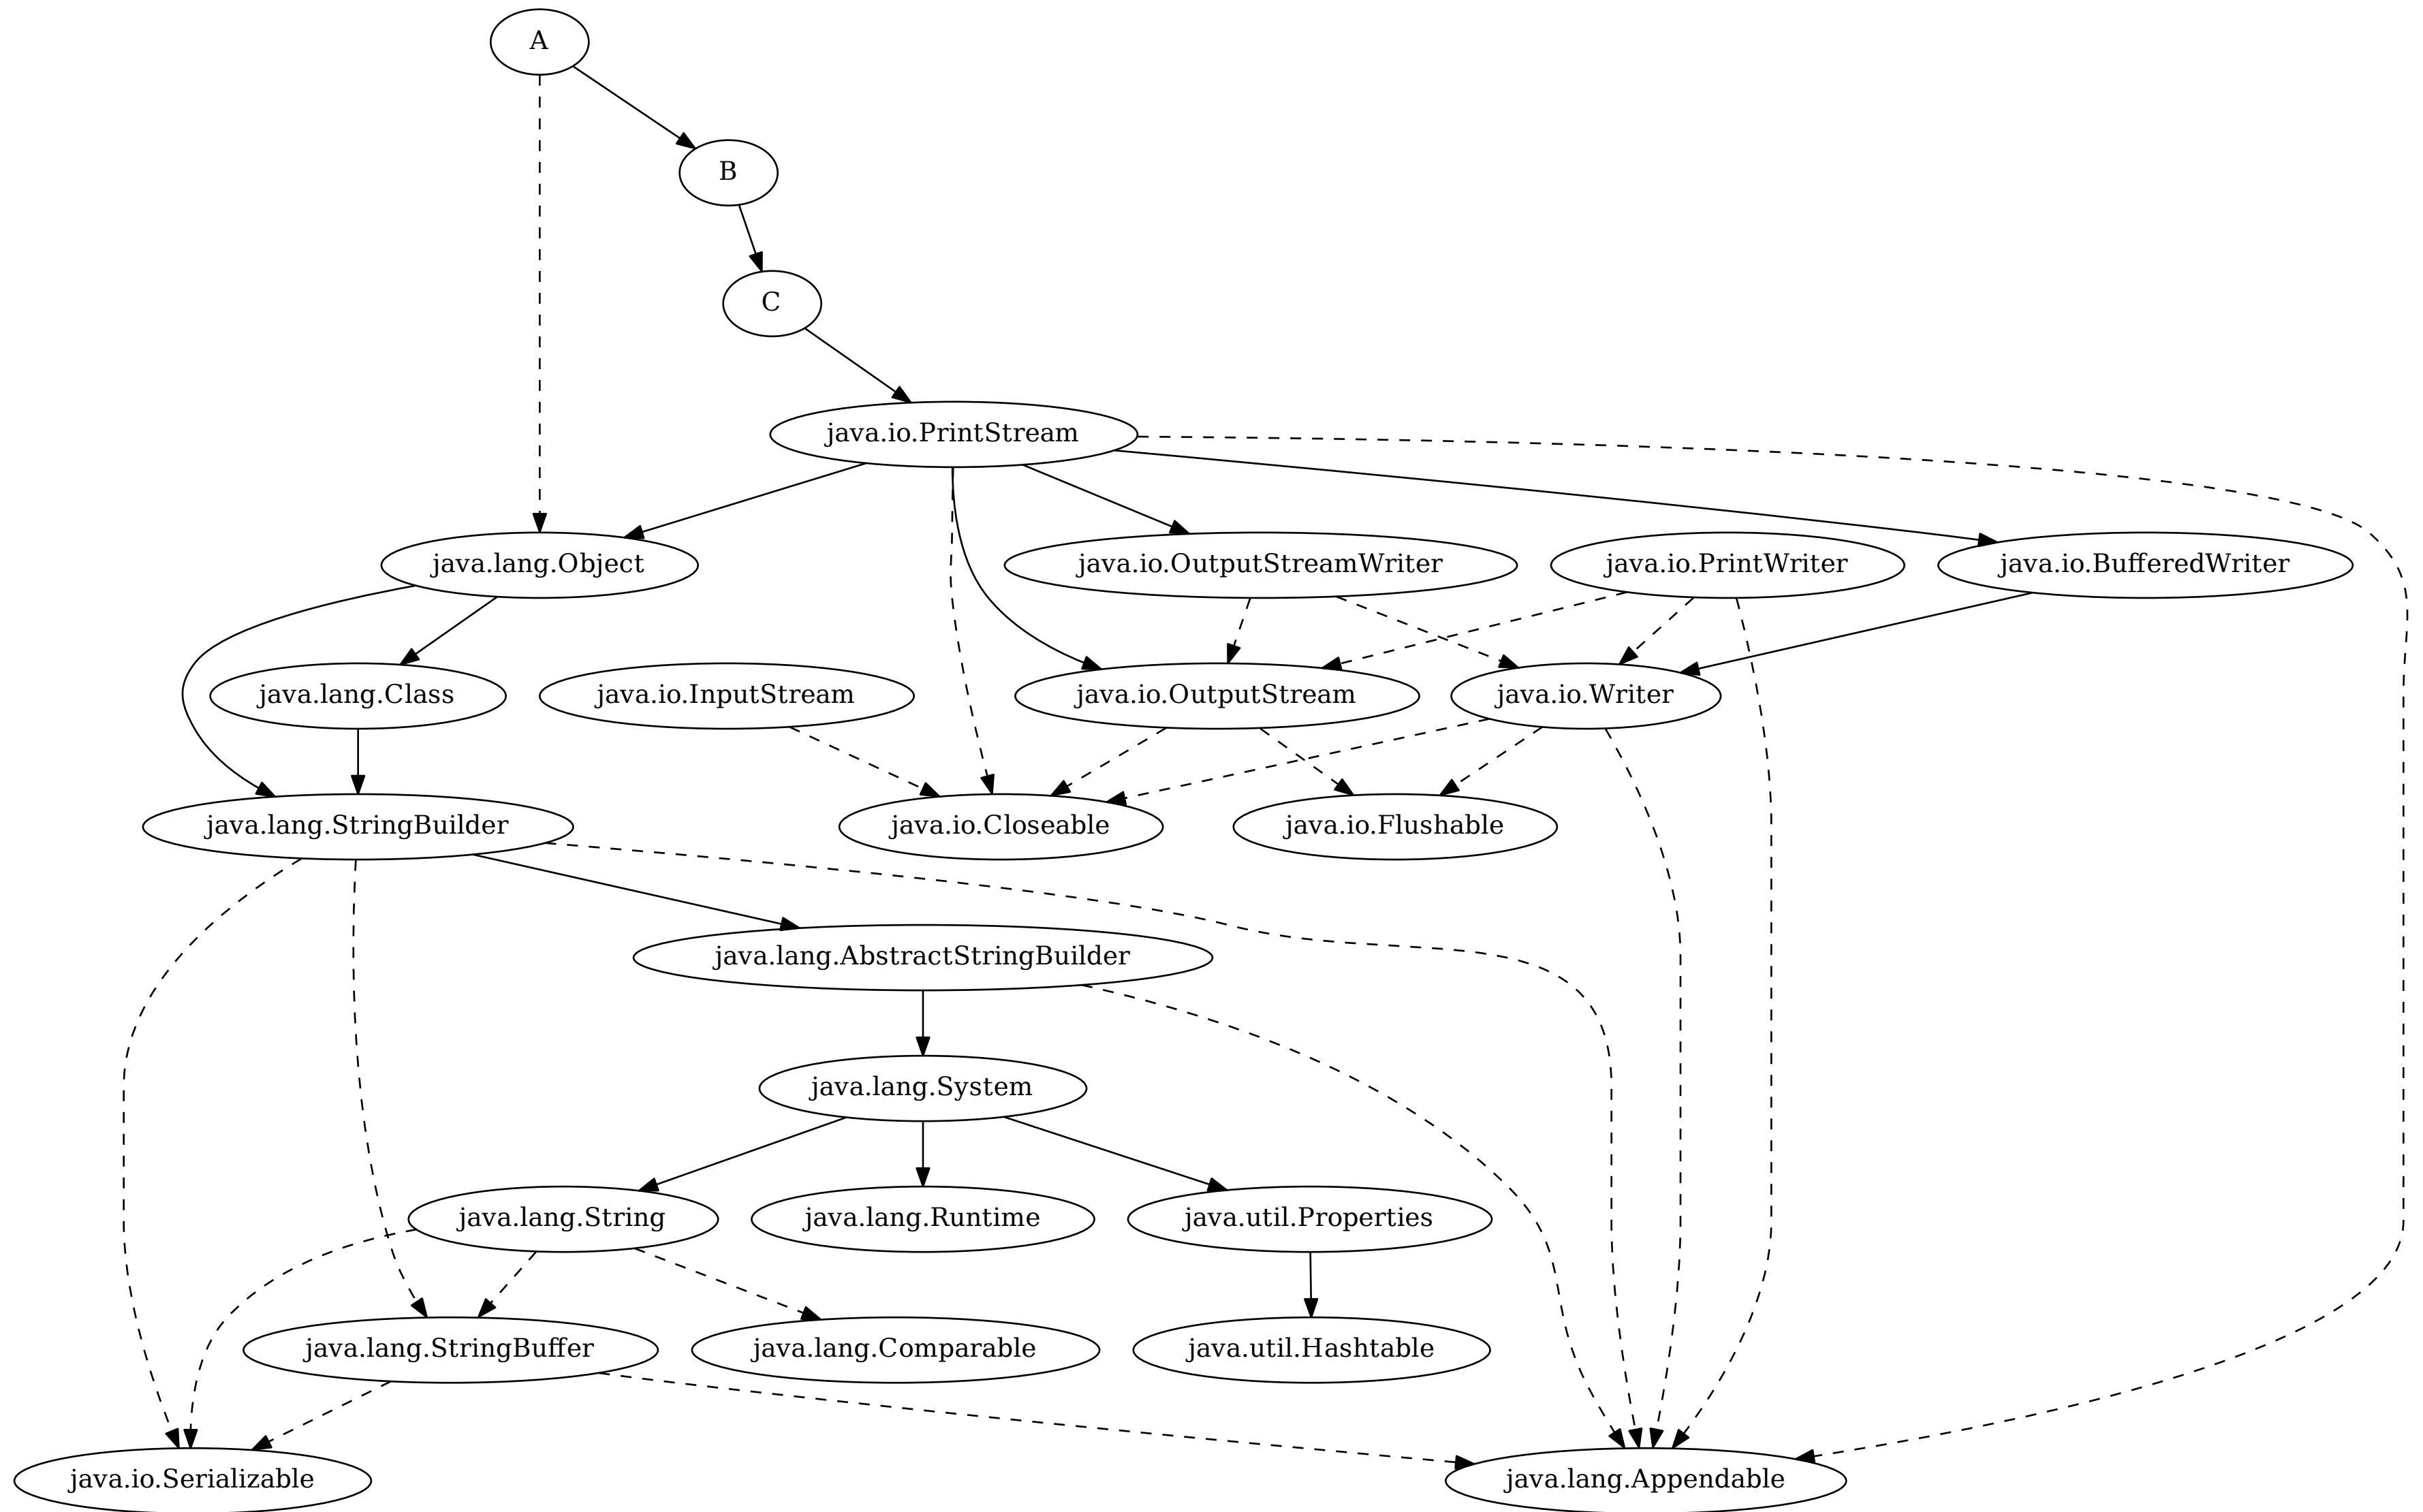 A
B
C
java.io.PrintStream
java.lang.Object
java.io.OutputStreamWriter
java.io.PrintWriter
java.io.BufferedWriter
java.lang.Class
java.io.InputStream
java.io.OutputStream
java.io.Writer
java.lang.StringBuilder
java.io.Closeable
java.io.Flushable
java.lang.AbstractStringBuilder
java.lang.System
java.lang.String
java.lang.Runtime
java.util.Properties
java.lang.StringBuffer
java.lang.Comparable
java.util.Hashtable
java.io.Serializable
java.lang.Appendable